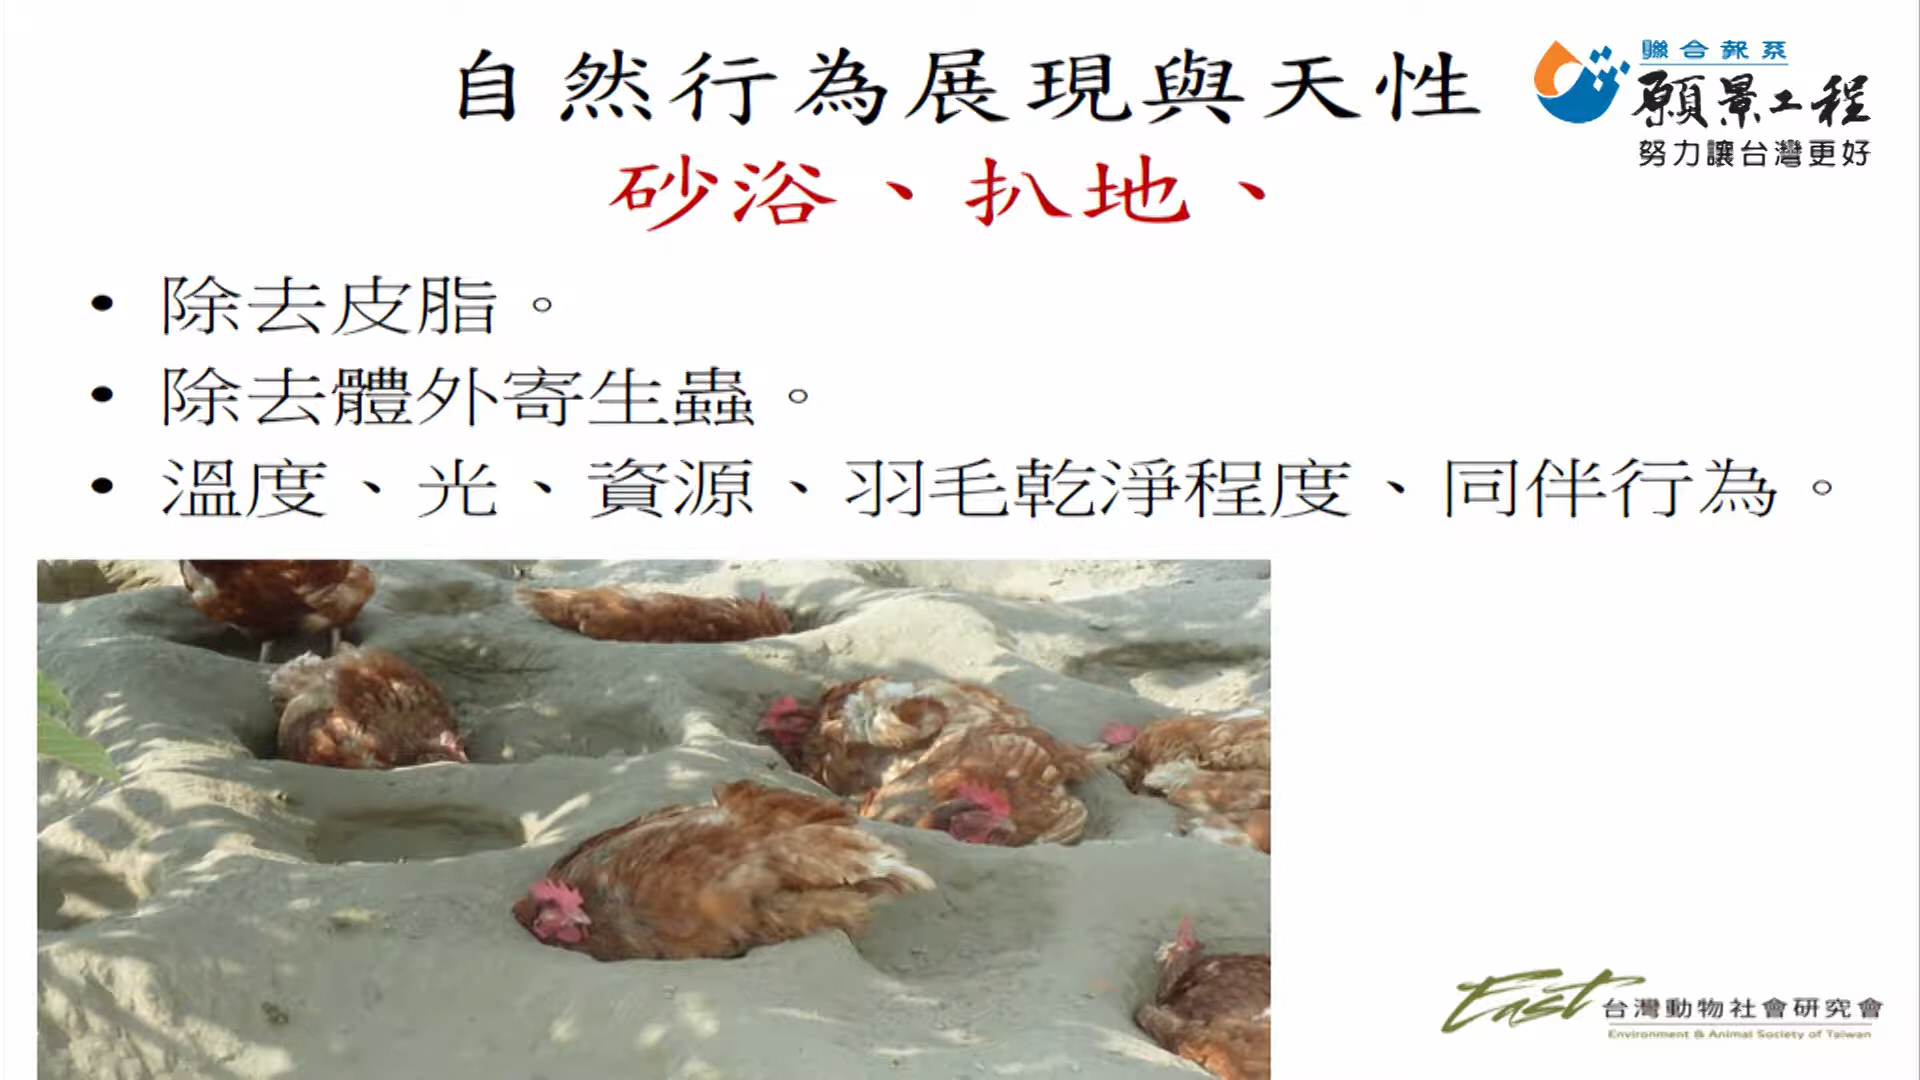 自然行為展現與天性
砂浴、扒地、
聯合報系
願景工程
努力讓台灣更好
• 除去皮脂。
• 除去體外寄生蟲。
• 溫度、光、資源、羽毛乾淨程度、同伴行為。
East 台灣動物社會研究會
Environment & Animal Society of Taiwan